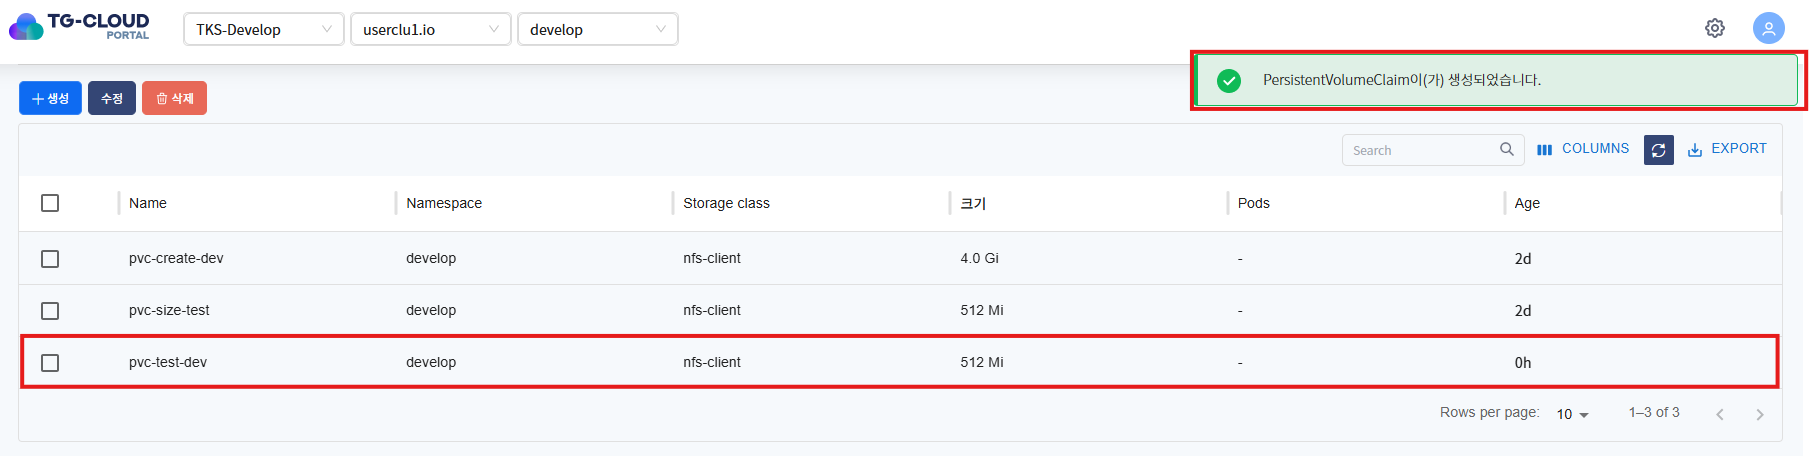 TG-CLOUD
PORTAL
TKS-Develop userclu1.io develop
PersistentVolumeClaim이(가) 생성되었습니다.
생성 수정 삭제
Search COLUMNS EXPORT
Name Namespace Storage class 크기 Pods Age
pvc-create-dev develop nfs-client 4.0 Gi - 2d
pvc-size-test develop nfs-client 512 Mi - 2d
pvc-test-dev develop nfs-client 512 Mi - 0h
Rows per page: 10 1–3 of 3